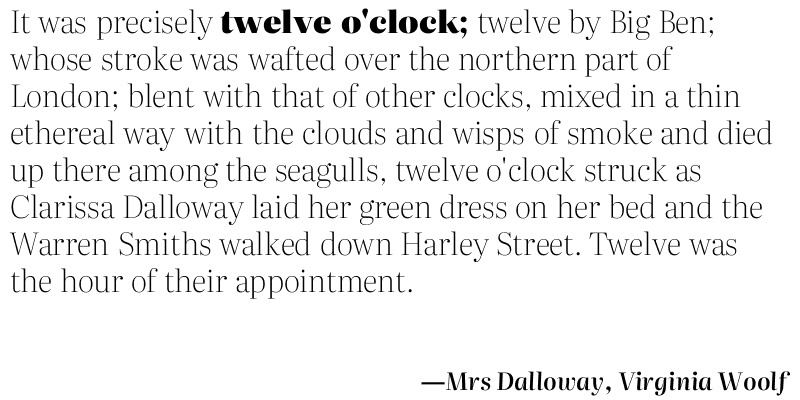 It was precisely twelve o'clock; twelve by Big Ben;
whose stroke was wafted over the northern part of
London; blent with that of other clocks, mixed in a thin
ethereal way with the clouds and wisps of smoke and died
up there among the seagulls, twelve o'clock struck as
Clarissa Dalloway laid her green dress on her bed and the
Warren Smiths walked down Harley Street. Twelve was
the hour of their appointment.
—Mrs Dalloway, Virginia Woolf